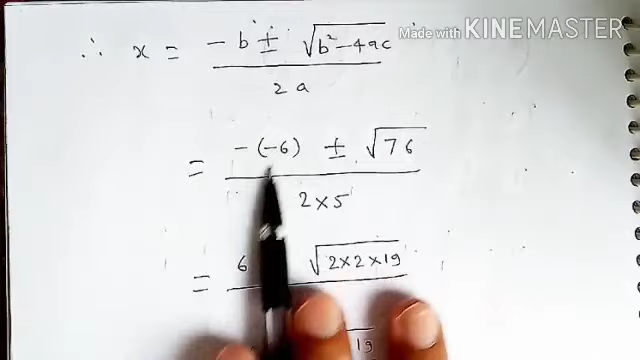 Made with KINEMASTER
∴ x = -b ± √b²-4ac / 2a
= -(-6) ± √76 / 2×5
= 6 √2×2×19
19